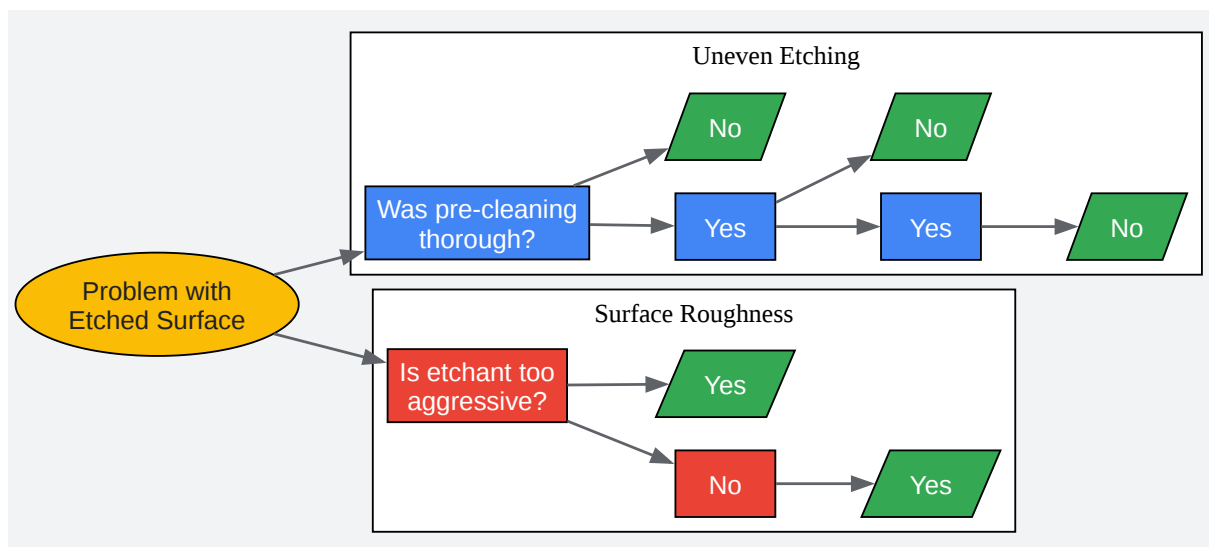 Uneven Etching
No
No
Was pre-cleaning
thorough?
Yes
Yes
No
Problem with
Etched Surface
Surface Roughness
Is etchant too
aggressive?
Yes
No
Yes